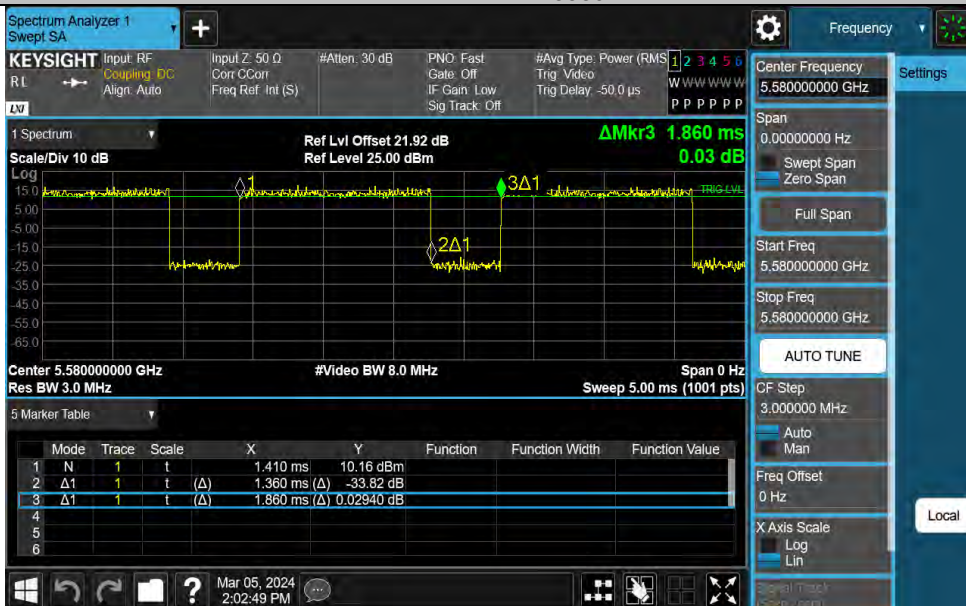 Spectrum Analyzer 1
Swept SA
Frequency
KEYSIGHT
Input: RF
Coupling: DC
Align: Auto
Input Z: 50 Ω
Corr CCorr
Freq Ref: Int (S)
#Atten: 30 dB
PNO: Fast
Gate: Off
IF Gain: Low
Sig Track: Off
#Avg Type: Power (RMS
Trig: Video
Trig Delay: -50.0 µs
1 2 3 4 5 6
W W W W W W
P P P P P P
R L
LXI
1 Spectrum
Scale/Div 10 dB
Ref Lvl Offset 21.92 dB
Ref Level 25.00 dBm
ΔMkr3 1.860 ms
0.03 dB
Log
15.0
5.00
-5.00
-15.0
-25.0
-35.0
-45.0
-55.0
-65.0
1
2Δ1
3Δ1
TRIG LVL
Center 5.580000000 GHz
Res BW 3.0 MHz
#Video BW 8.0 MHz
Span 0 Hz
Sweep 5.00 ms (1001 pts)
5 Marker Table
Mode Trace Scale X Y Function Function Width Function Value
1 N 1 t 1.410 ms 10.16 dBm
2 Δ1 1 t (Δ) 1.360 ms (Δ) -33.82 dB
3 Δ1 1 t (Δ) 1.860 ms (Δ) 0.02940 dB
4
5
6
Mar 05, 2024
2:02:49 PM
Center Frequency
5.580000000 GHz
Span
0.00000000 Hz
Swept Span
Zero Span
Full Span
Start Freq
5.580000000 GHz
Stop Freq
5.580000000 GHz
AUTO TUNE
CF Step
3.000000 MHz
Auto
Man
Freq Offset
0 Hz
X Axis Scale
Log
Lin
Signal Track
Settings
Local